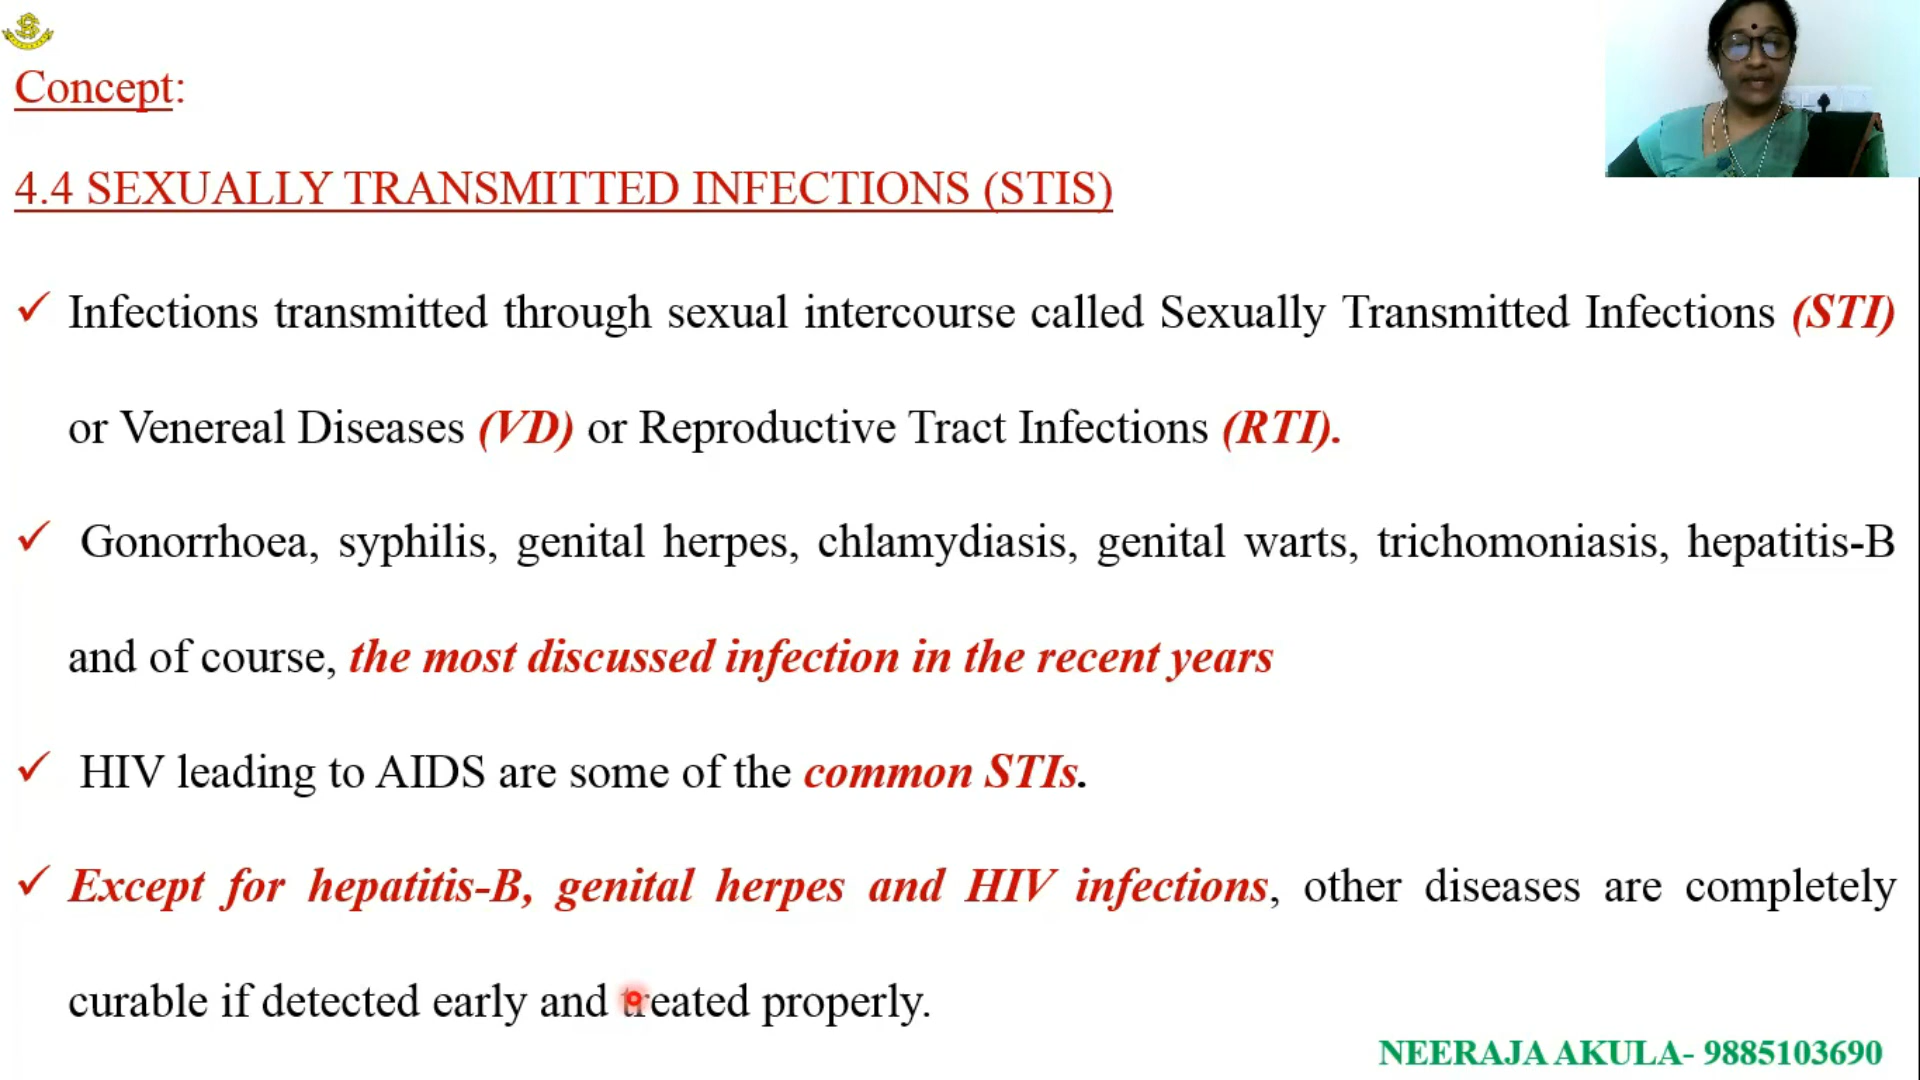 Concept:
4.4 SEXUALLY TRANSMITTED INFECTIONS (STIS)
✓ Infections transmitted through sexual intercourse called Sexually Transmitted Infections (STI)
or Venereal Diseases (VD) or Reproductive Tract Infections (RTI).
✓ Gonorrhoea, syphilis, genital herpes, chlamydiasis, genital warts, trichomoniasis, hepatitis-B
and of course, the most discussed infection in the recent years
✓ HIV leading to AIDS are some of the common STIs.
✓ Except for hepatitis-B, genital herpes and HIV infections, other diseases are completely
curable if detected early and treated properly.
NEERAJA AKULA- 9885103690